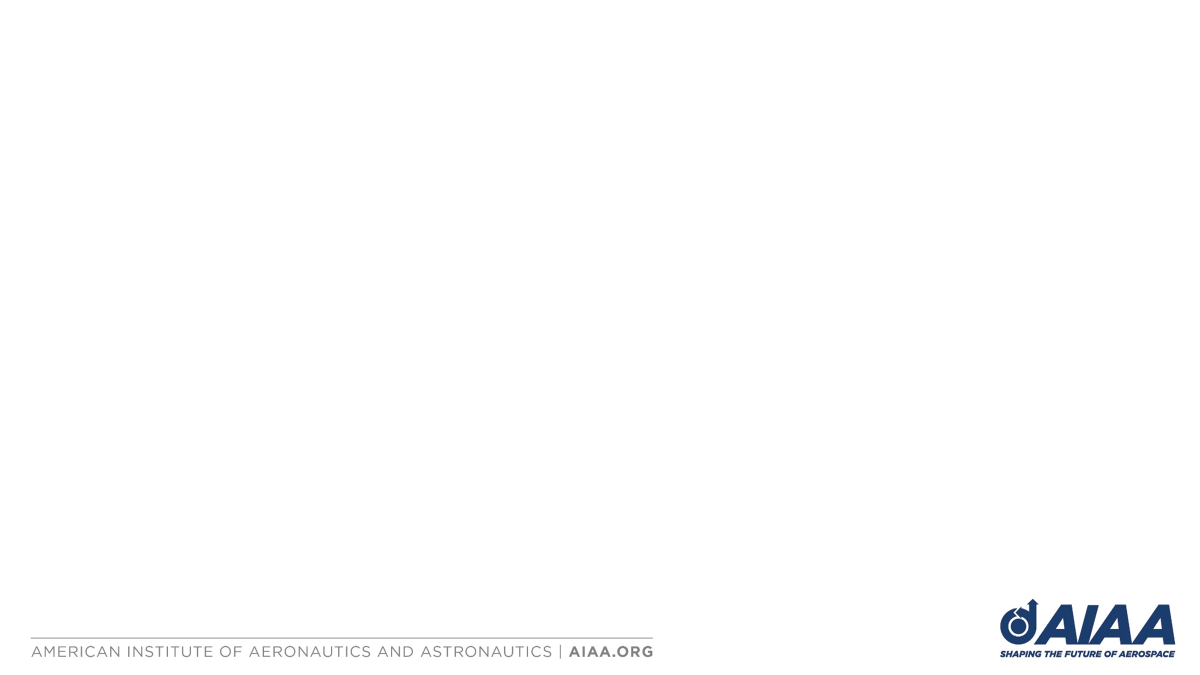 AMERICAN INSTITUTE OF AERONAUTICS AND ASTRONAUTICS | AIAA.ORG
AIAA
SHAPING THE FUTURE OF AEROSPACE